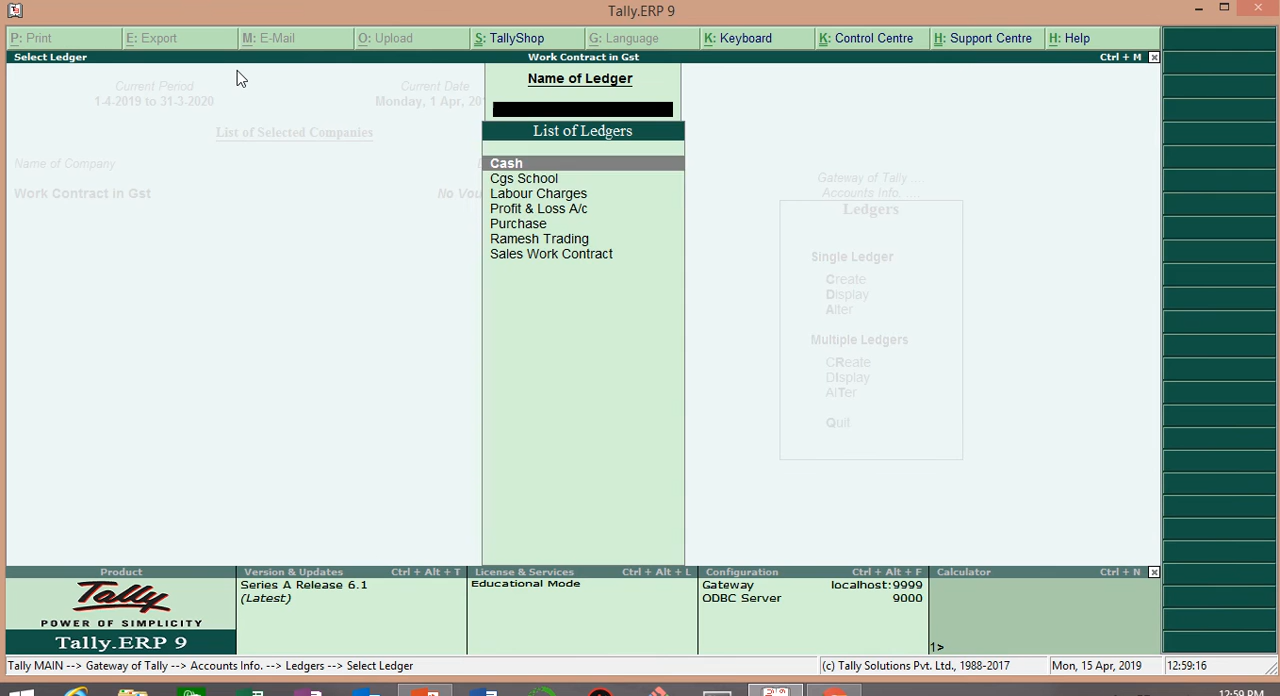 Tally.ERP 9
P: Print
E: Export
M: E-Mail
O: Upload
S: TallyShop
G: Language
K: Keyboard
K: Control Centre
H: Support Centre
H: Help
Select Ledger
Work Contract in Gst
Ctrl + M
Current Period
1-4-2019 to 31-3-2020
Current Date
Monday, 1 Apr, 20
List of Selected Companies
Name of Company
Work Contract in Gst
No Vou
Name of Ledger
List of Ledgers
Cash
Cgs School
Labour Charges
Profit & Loss A/c
Purchase
Ramesh Trading
Sales Work Contract
Gateway of Tally ...
Accounts Info. ....
Ledgers
Single Ledger
Create
Display
Alter
Multiple Ledgers
CReate
DIsplay
AlTer
Quit
Product
Tally
POWER OF SIMPLICITY
Tally.ERP 9
Version & Updates
Ctrl + Alt + T
Series A Release 6.1
(Latest)
License & Services
Ctrl + Alt + L
Educational Mode
Configuration
Ctrl + Alt + F
Gateway
localhost:9999
ODBC Server
9000
Calculator
Ctrl + N
1>
Tally MAIN --> Gateway of Tally --> Accounts Info. --> Ledgers --> Select Ledger
(c) Tally Solutions Pvt. Ltd., 1988-2017
Mon, 15 Apr, 2019
12:59:16
12:59 PM